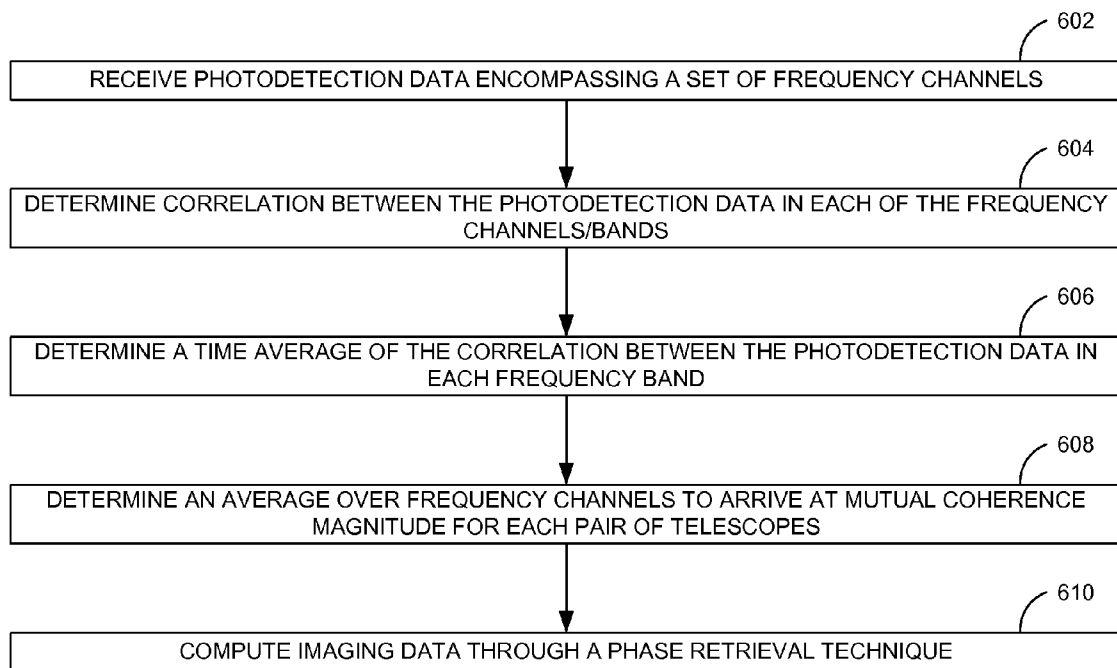 602
RECEIVE PHOTODETECTION DATA ENCOMPASSING A SET OF FREQUENCY CHANNELS
604
DETERMINE CORRELATION BETWEEN THE PHOTODETECTION DATA IN EACH OF THE FREQUENCY
CHANNELS/BANDS
606
DETERMINE A TIME AVERAGE OF THE CORRELATION BETWEEN THE PHOTODETECTION DATA IN
EACH FREQUENCY BAND
608
DETERMINE AN AVERAGE OVER FREQUENCY CHANNELS TO ARRIVE AT MUTUAL COHERENCE
MAGNITUDE FOR EACH PAIR OF TELESCOPES
610
COMPUTE IMAGING DATA THROUGH A PHASE RETRIEVAL TECHNIQUE